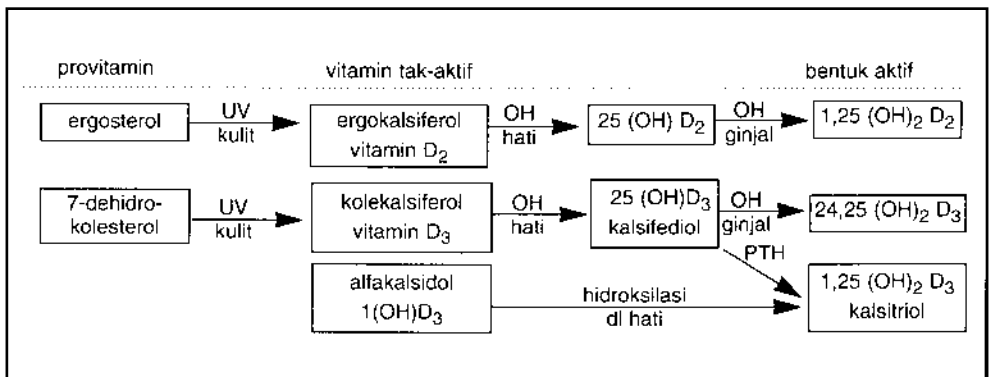 provitamin
vitamin tak-aktif
bentuk aktif
ergosterol
UV
kulit
ergokalsiferol
vitamin D₂
OH
hati
25 (OH) D₂
OH
ginjal
1,25 (OH)₂ D₂
7-dehidro-
kolesterol
UV
kulit
kolekalsiferol
vitamin D₃
OH
hati
25 (OH)D₃
kalsifediol
OH
ginjal
24,25 (OH)₂ D₃
PTH
alfakalsidol
1(OH)D₃
hidroksilasi
dl hati
1,25 (OH)₂ D₃
kalsitriol